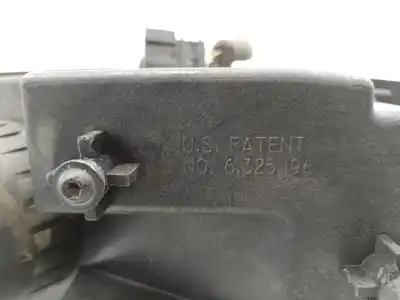 U.S. PATENT
NO. 6,325,196